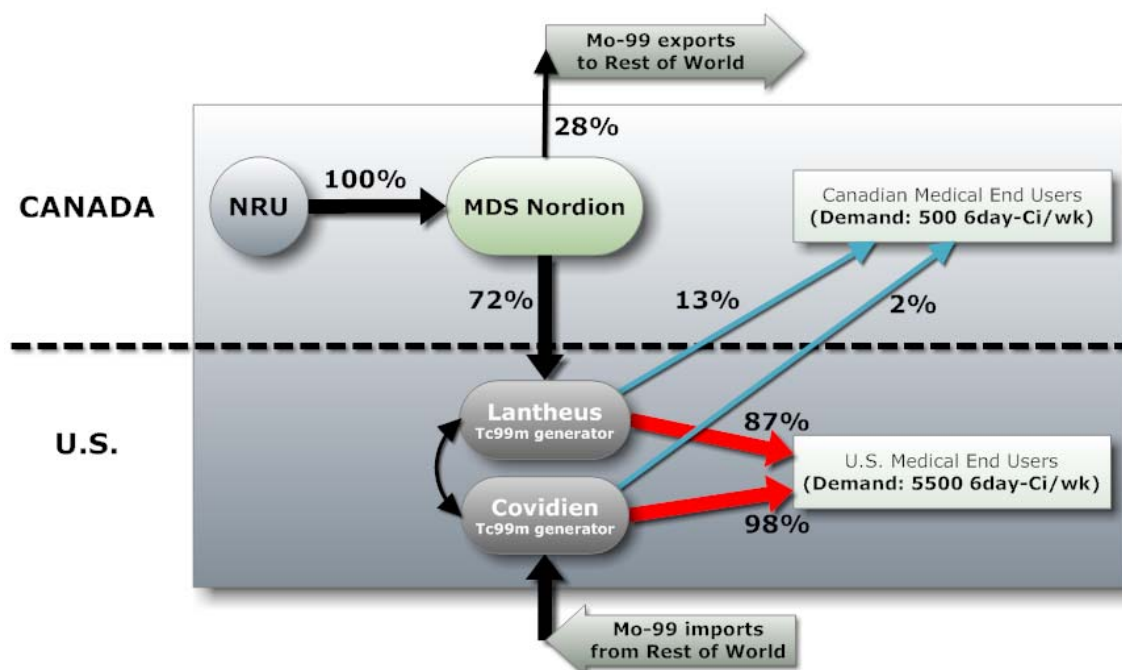 Mo-99 exports
to Rest of World
28%
CANADA
NRU
100%
MDS Nordion
Canadian Medical End Users
(Demand: 500 6day-Ci/wk)
72%
13%
2%
U.S.
Lantheus
Tc99m generator
87%
U.S. Medical End Users
(Demand: 5500 6day-Ci/wk)
Covidien
Tc99m generator
98%
Mo-99 imports
from Rest of World